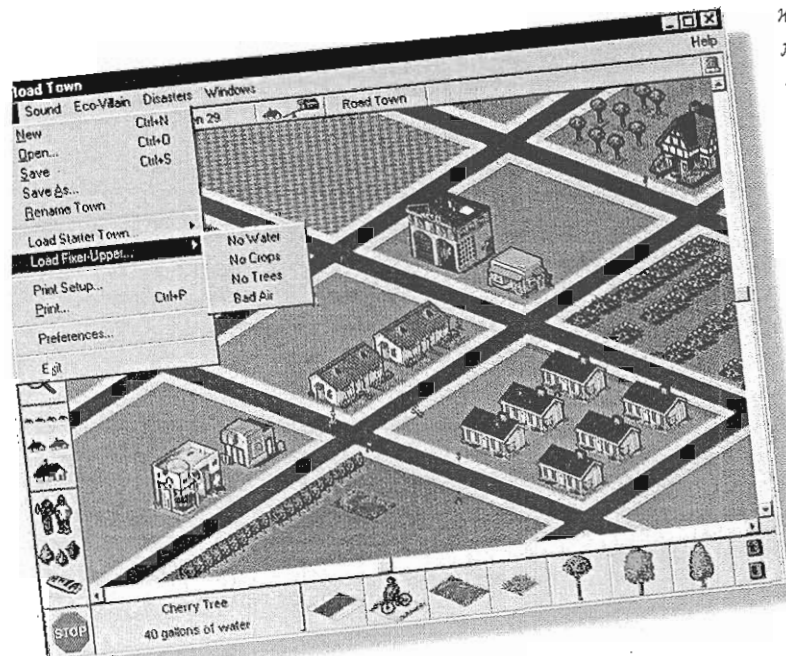 Road Town
Sound Eco-Villain Disasters Windows Help
29 Road Town
New Ctrl+N
Open... Ctrl+O
Save Ctrl+S
Save As...
Rename Town
Load Starter Town...
Load Fixer-Upper...
No Water
No Crops
No Trees
Bad Air
Print Setup...
Print... Ctrl+P
Preferences...
Exit
STOP
Cherry Tree
40 gallons of water